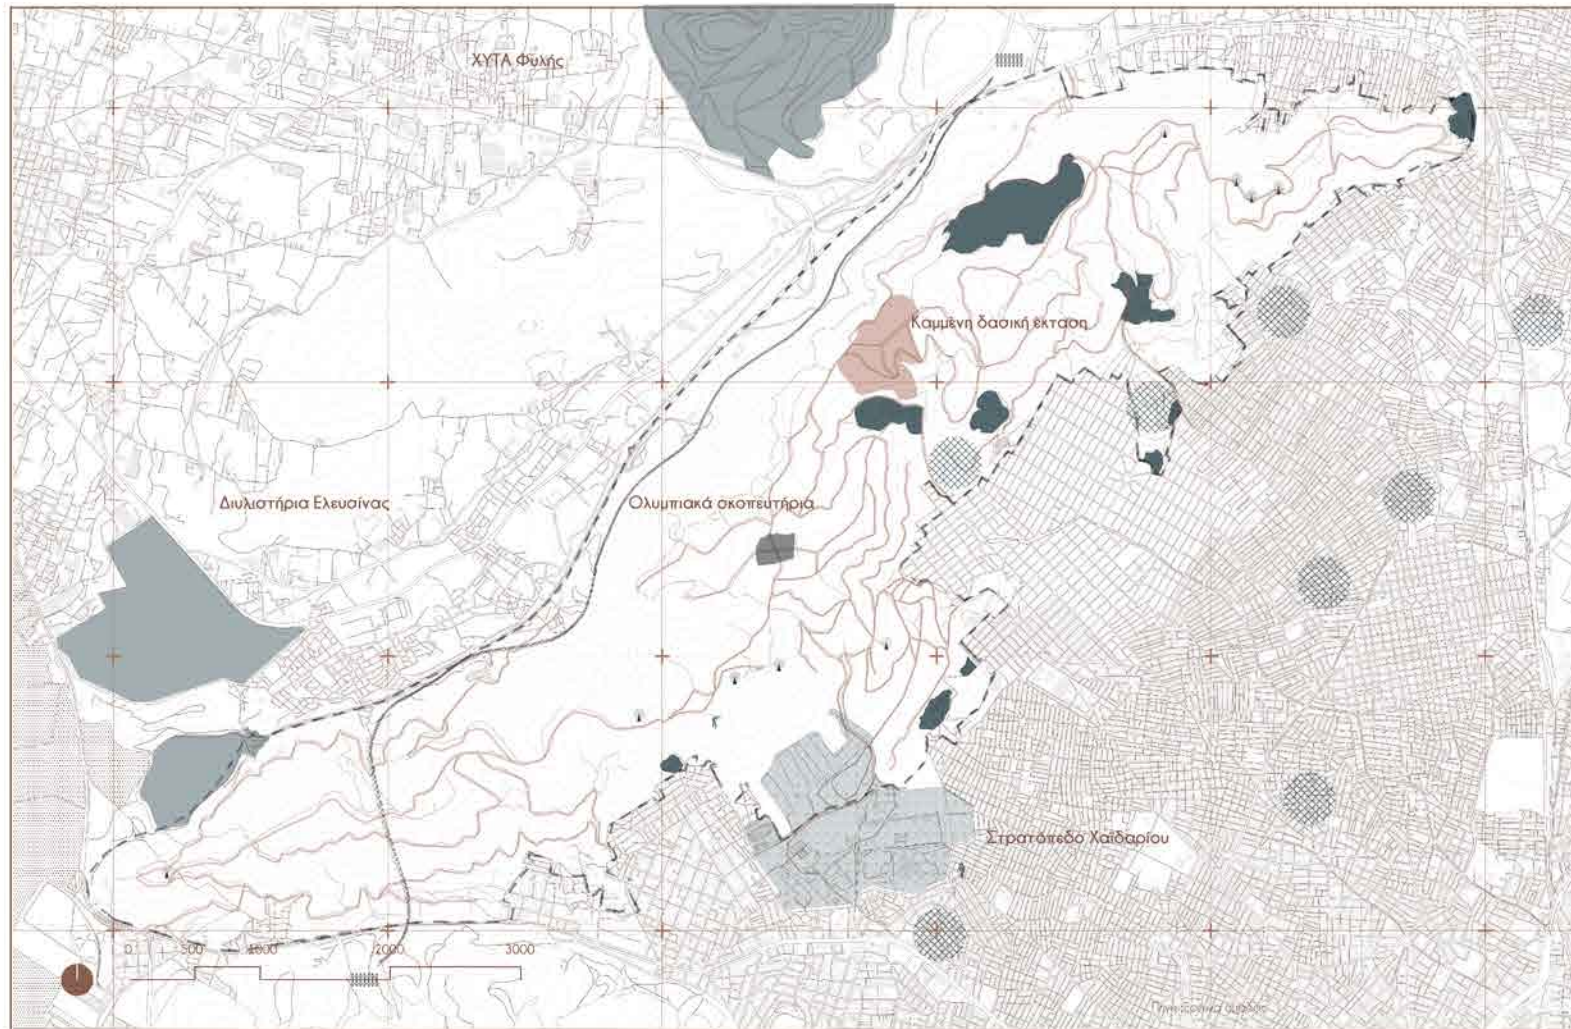 ΧΥΤΑ Φυλής
Καμμένη δασική έκταση
Διυλιστήρια Ελευσίνας
Ολυμπιακά σκοπευτήρια
Στρατόπεδο Χαϊδαρίου
0 500 1000 2000 3000